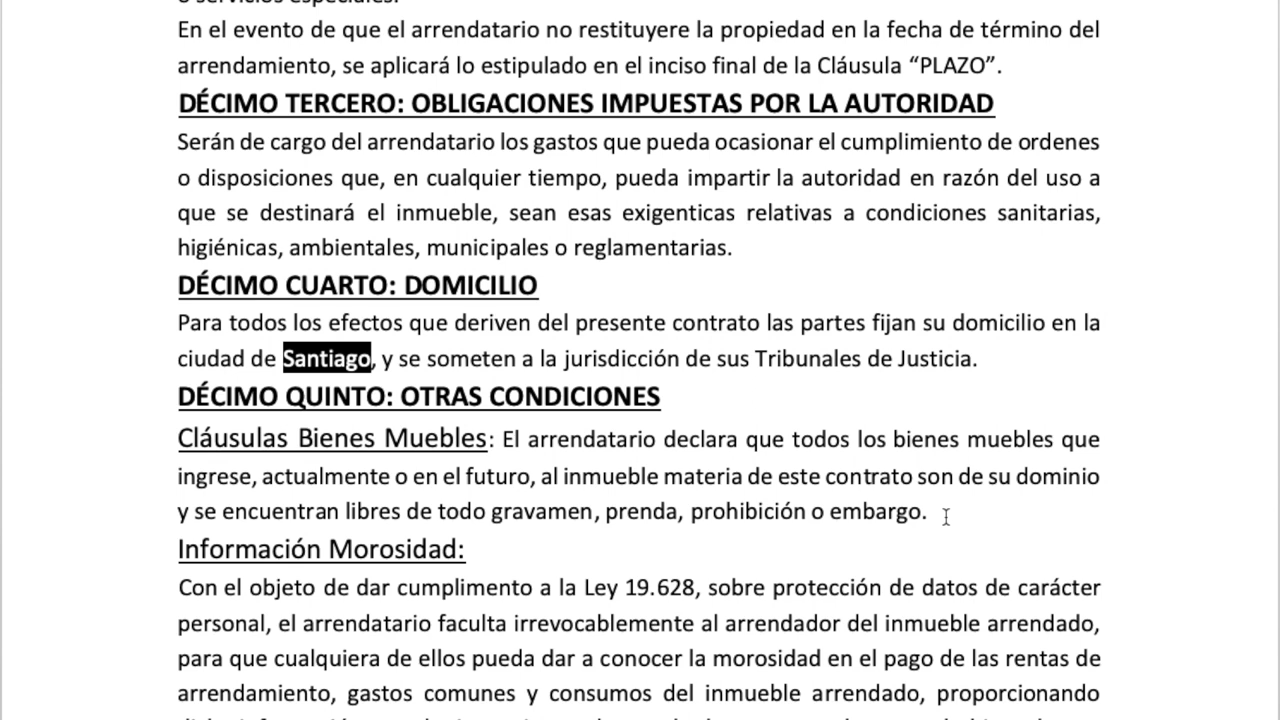 o servicios especiales.
En el evento de que el arrendatario no restituyere la propiedad en la fecha de término del
arrendamiento, se aplicará lo estipulado en el inciso final de la Cláusula “PLAZO”.
DÉCIMO TERCERO: OBLIGACIONES IMPUESTAS POR LA AUTORIDAD
Serán de cargo del arrendatario los gastos que pueda ocasionar el cumplimiento de ordenes
o disposiciones que, en cualquier tiempo, pueda impartir la autoridad en razón del uso a
que se destinará el inmueble, sean esas exigenticas relativas a condiciones sanitarias,
higiénicas, ambientales, municipales o reglamentarias.
DÉCIMO CUARTO: DOMICILIO
Para todos los efectos que deriven del presente contrato las partes fijan su domicilio en la
ciudad de Santiago, y se someten a la jurisdicción de sus Tribunales de Justicia.
DÉCIMO QUINTO: OTRAS CONDICIONES
Cláusulas Bienes Muebles: El arrendatario declara que todos los bienes muebles que
ingrese, actualmente o en el futuro, al inmueble materia de este contrato son de su dominio
y se encuentran libres de todo gravamen, prenda, prohibición o embargo.
Información Morosidad:
Con el objeto de dar cumplimento a la Ley 19.628, sobre protección de datos de carácter
personal, el arrendatario faculta irrevocablemente al arrendador del inmueble arrendado,
para que cualquiera de ellos pueda dar a conocer la morosidad en el pago de las rentas de
arrendamiento, gastos comunes y consumos del inmueble arrendado, proporcionando